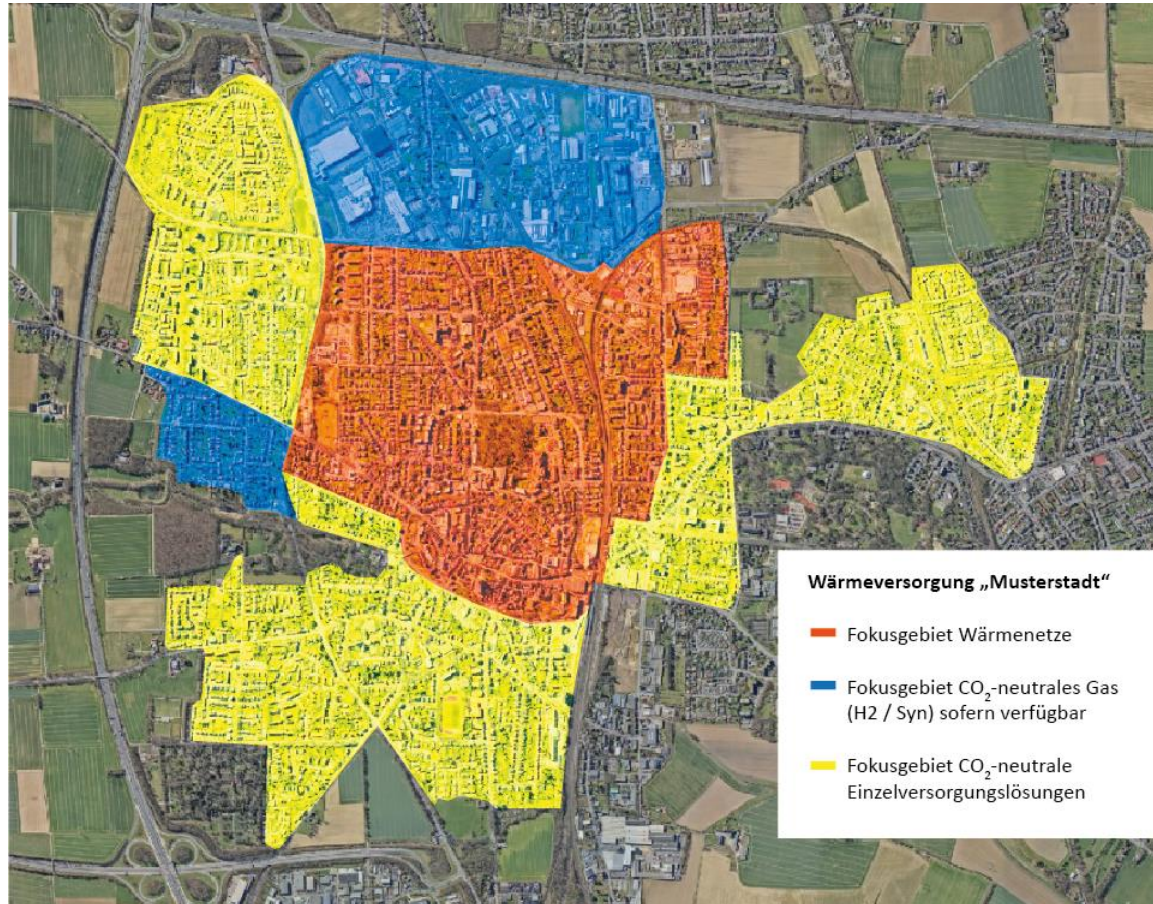 Wärmeversorgung „Musterstadt“
Fokusgebiet Wärmenetze
Fokusgebiet CO₂-neutrales Gas
(H2 / Syn) sofern verfügbar
Fokusgebiet CO₂-neutrale
Einzelversorgungslösungen